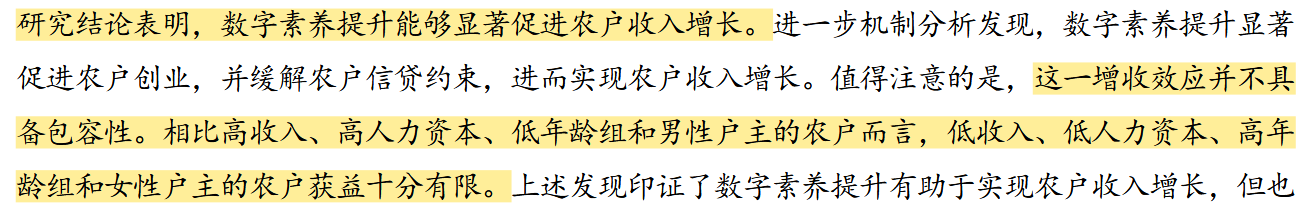 研究结论表明，数字素养提升能够显著促进农户收入增长。进一步机制分析发现，数字素养提升显著
促进农户创业，并缓解农户信贷约束，进而实现农户收入增长。值得注意的是，这一增收效应并不具
备包容性。相比高收入、高人力资本、低年龄组和男性户主的农户而言，低收入、低人力资本、高年
龄组和女性户主的农户获益十分有限。上述发现印证了数字素养提升有助于实现农户收入增长，但也